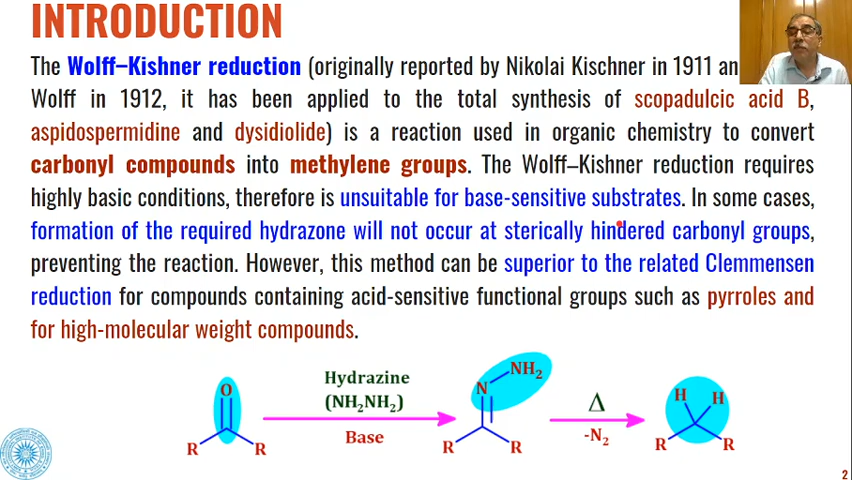 INTRODUCTION
The Wolff–Kishner reduction (originally reported by Nikolai Kischner in 1911 an
Wolff in 1912, it has been applied to the total synthesis of scopadulcic acid B,
aspidospermidine and dysidiolide) is a reaction used in organic chemistry to convert
carbonyl compounds into methylene groups. The Wolff–Kishner reduction requires
highly basic conditions, therefore is unsuitable for base-sensitive substrates. In some cases,
formation of the required hydrazone will not occur at sterically hindered carbonyl groups,
preventing the reaction. However, this method can be superior to the related Clemmensen
reduction for compounds containing acid-sensitive functional groups such as pyrroles and
for high-molecular weight compounds.
O
R R
Hydrazine
(NH₂NH₂)
Base
N NH₂
R R
Δ
-N₂
H H
R R
2